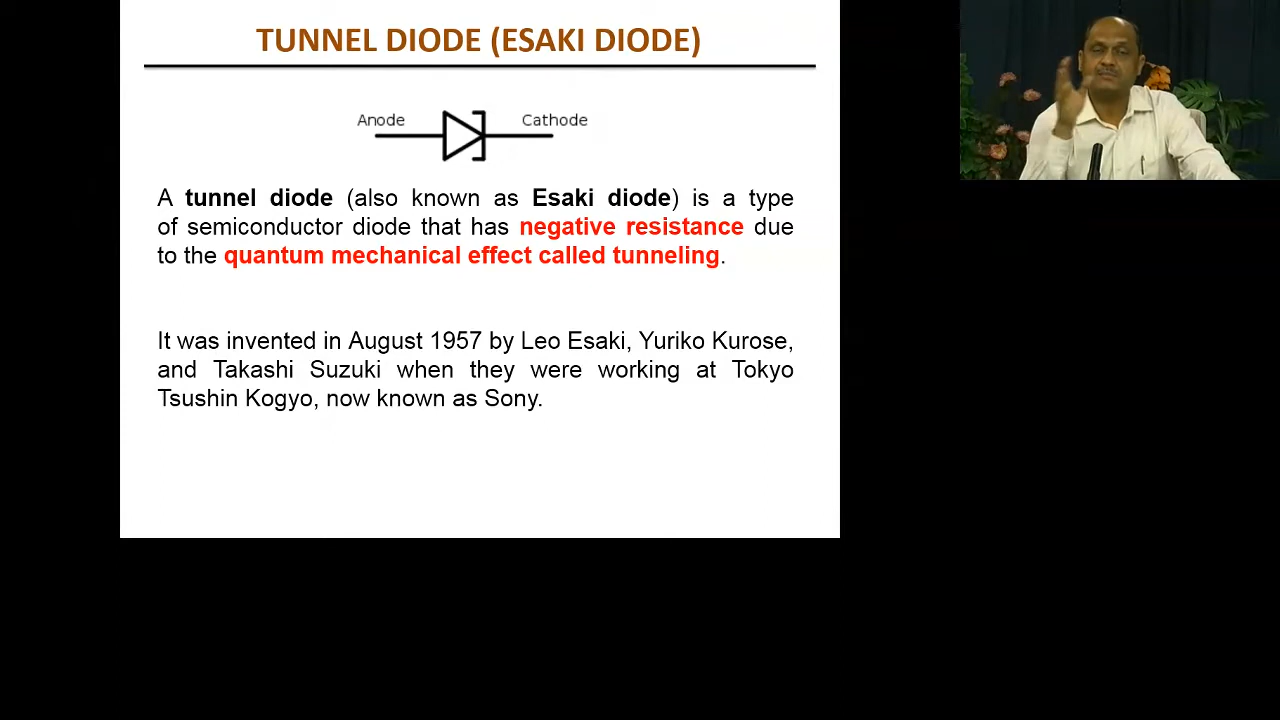 TUNNEL DIODE (ESAKI DIODE)
Anode Cathode
A tunnel diode (also known as Esaki diode) is a type
of semiconductor diode that has negative resistance due
to the quantum mechanical effect called tunneling.
It was invented in August 1957 by Leo Esaki, Yuriko Kurose,
and Takashi Suzuki when they were working at Tokyo
Tsushin Kogyo, now known as Sony.